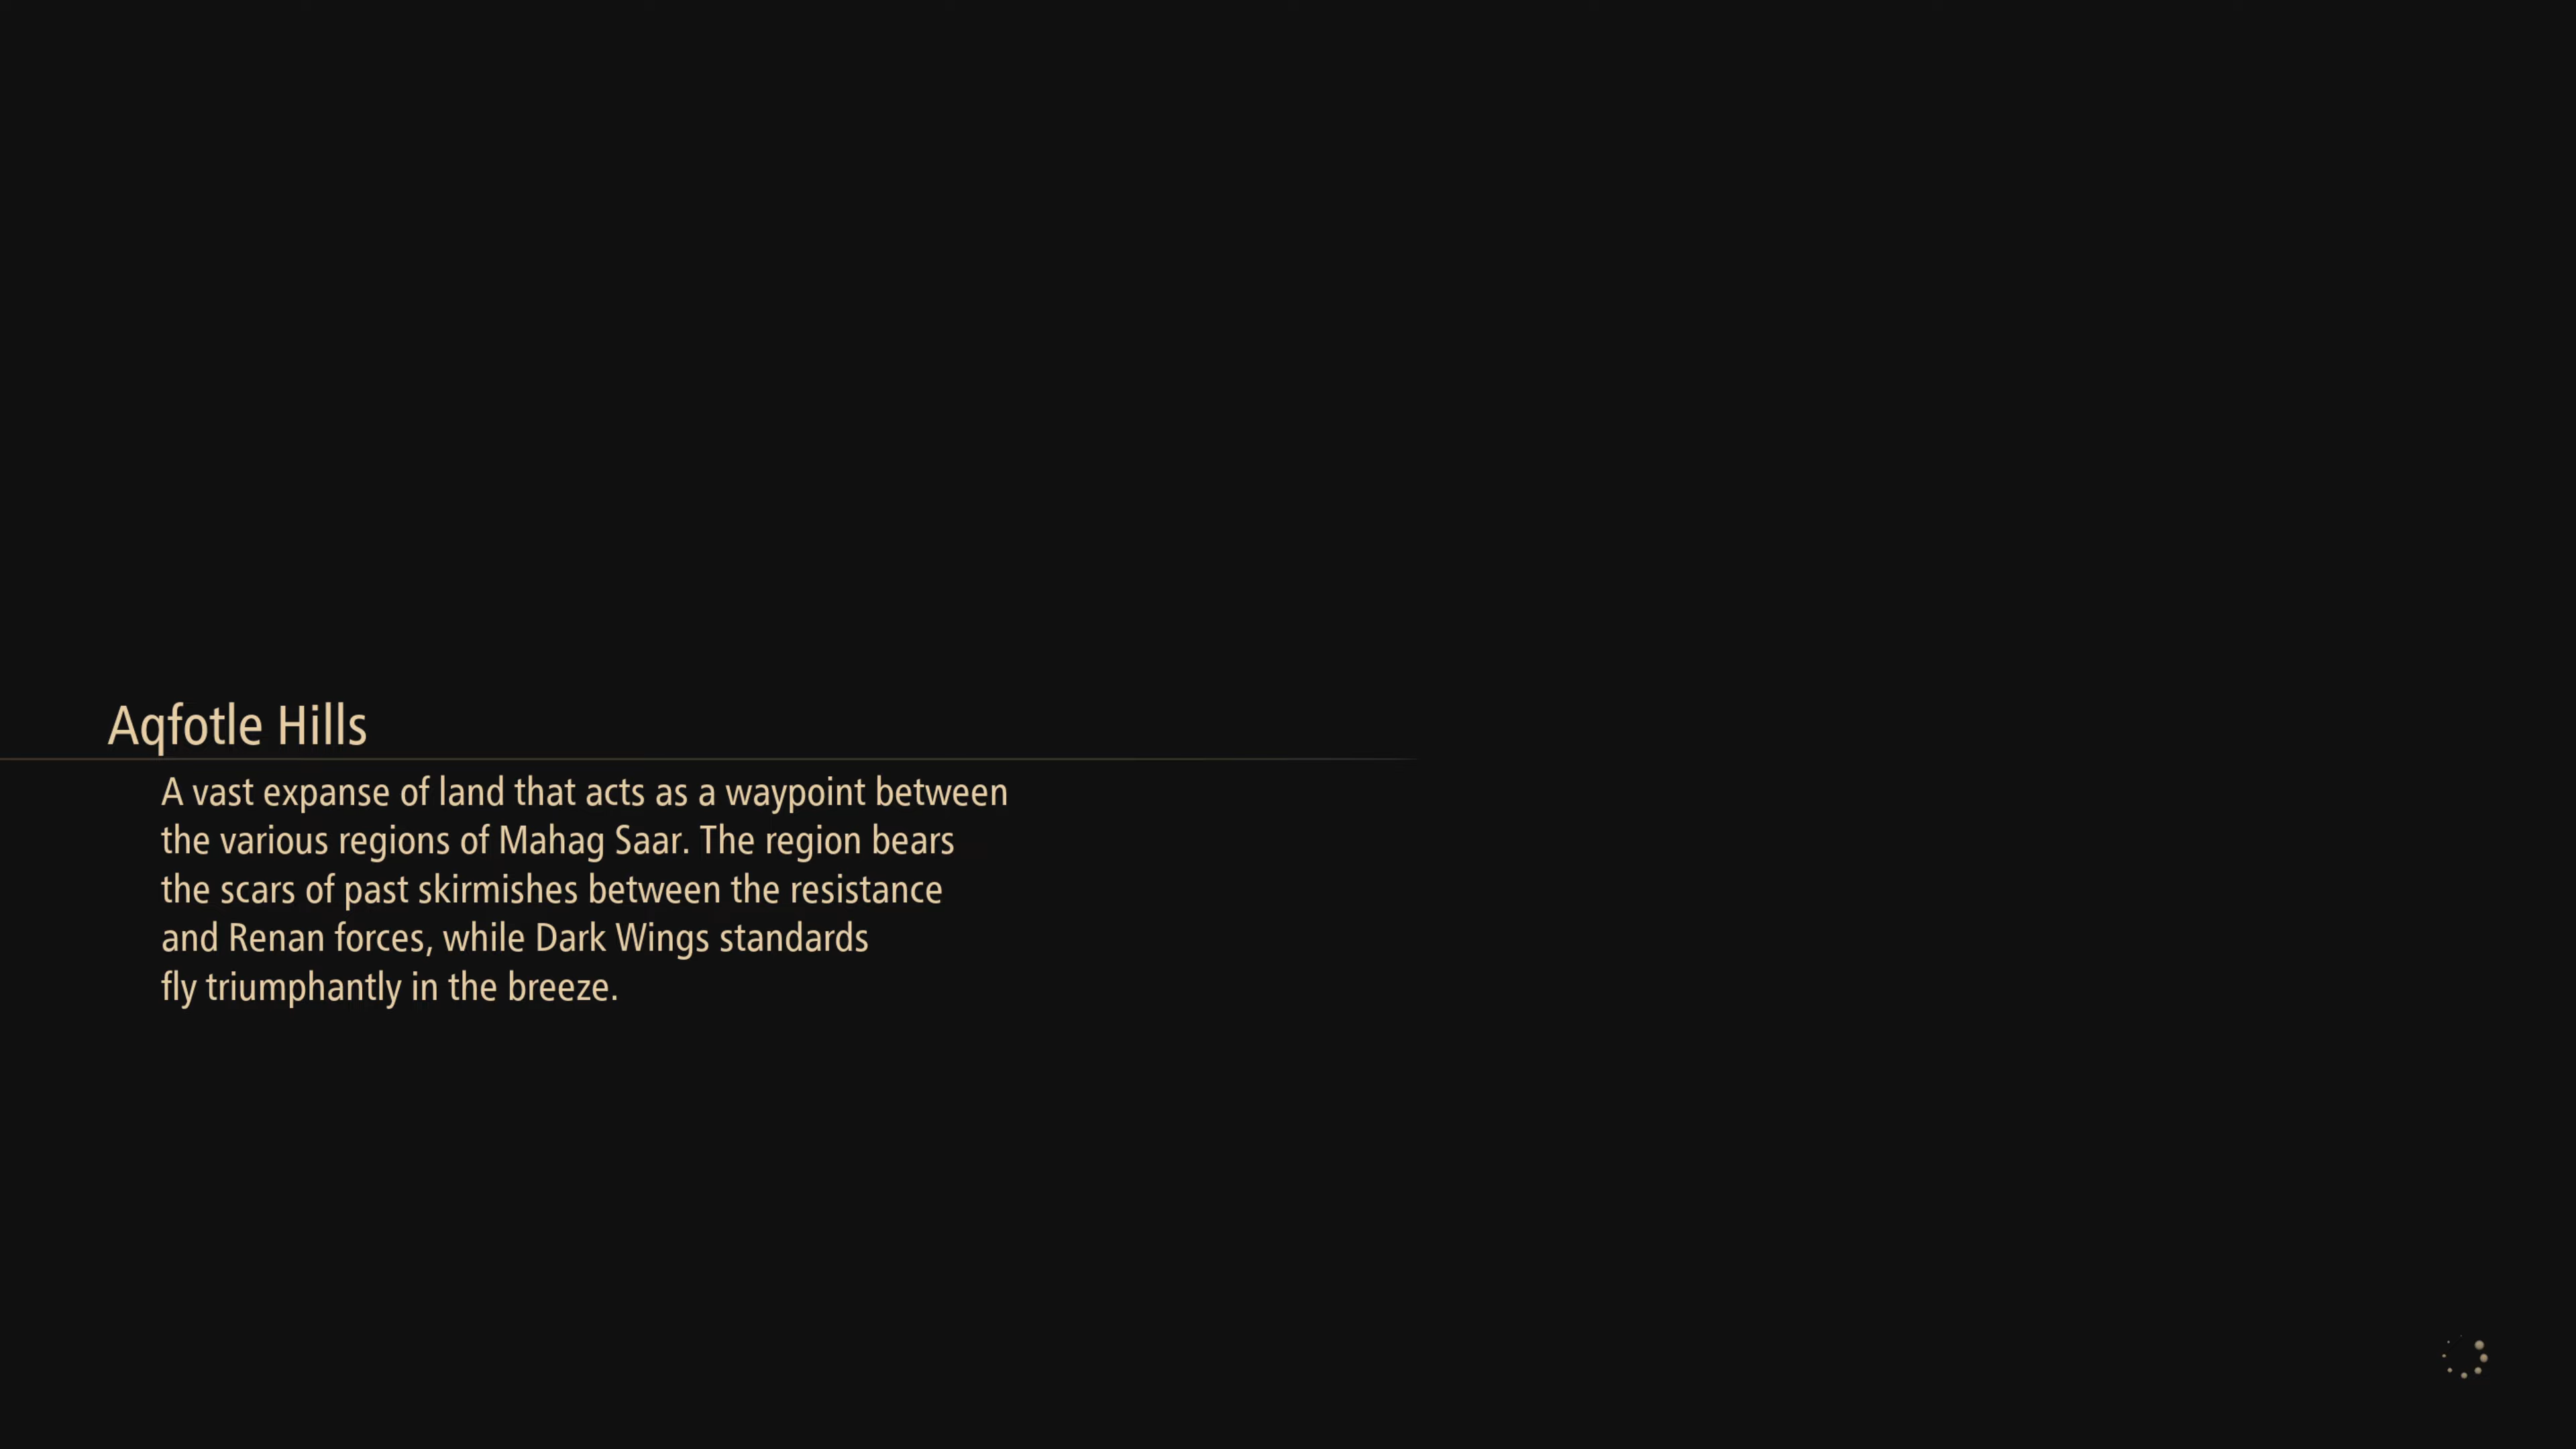 Aqfotle Hills
A vast expanse of land that acts as a waypoint between
the various regions of Mahag Saar. The region bears
the scars of past skirmishes between the resistance
and Renan forces, while Dark Wings standards
fly triumphantly in the breeze.